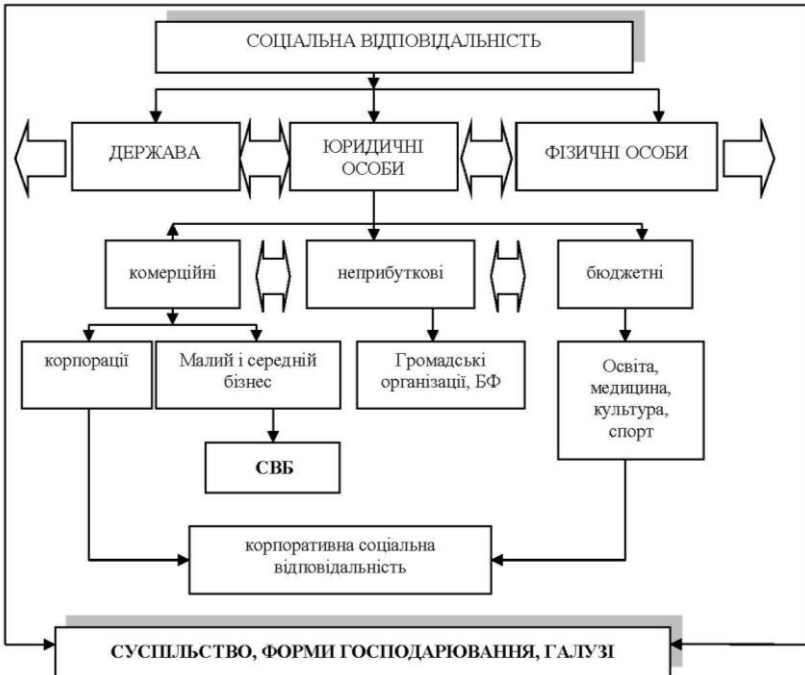 СОЦІАЛЬНА ВІДПОВІДАЛЬНІСТЬ
ДЕРЖАВА
ЮРИДИЧНІ
ОСОБИ
ФІЗИЧНІ ОСОБИ
комерційні
неприбуткові
бюджетні
корпорації
Малий і середній
бізнес
Громадські
організації, БФ
Освіта,
медицина,
культура,
спорт
СВБ
корпоративна соціальна
відповідальність
СУСПІЛЬСТВО, ФОРМИ ГОСПОДАРЮВАННЯ, ГАЛУЗІ